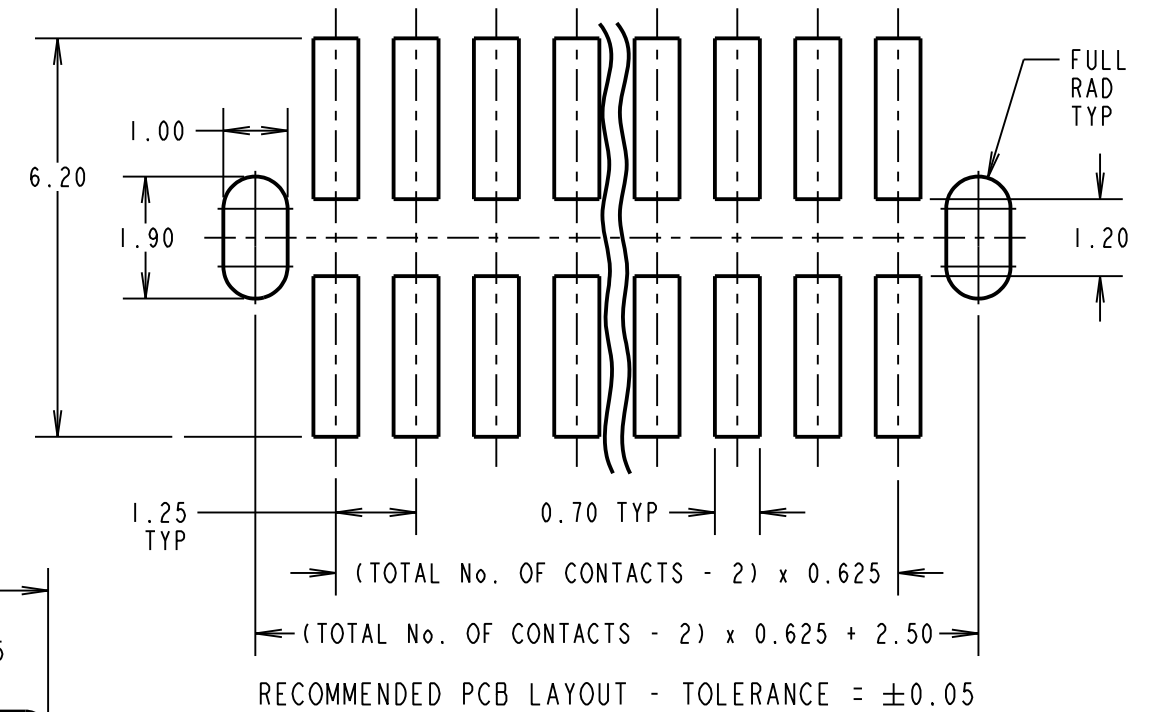 FULL
RAD
TYP
1.00
6.20
1.90
1.20
1.25
TYP
0.70 TYP
(TOTAL No. OF CONTACTS - 2) x 0.625
(TOTAL No. OF CONTACTS - 2) x 0.625 + 2.50
RECOMMENDED PCB LAYOUT - TOLERANCE = ±0.05